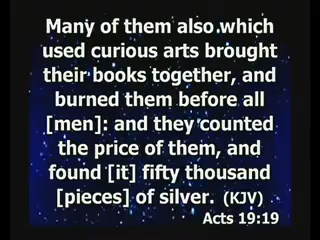 Many of them also which
used curious arts brought
their books together, and
burned them before all
[men]: and they counted
the price of them, and
found [it] fifty thousand
[pieces] of silver. (KJV)
Acts 19:19